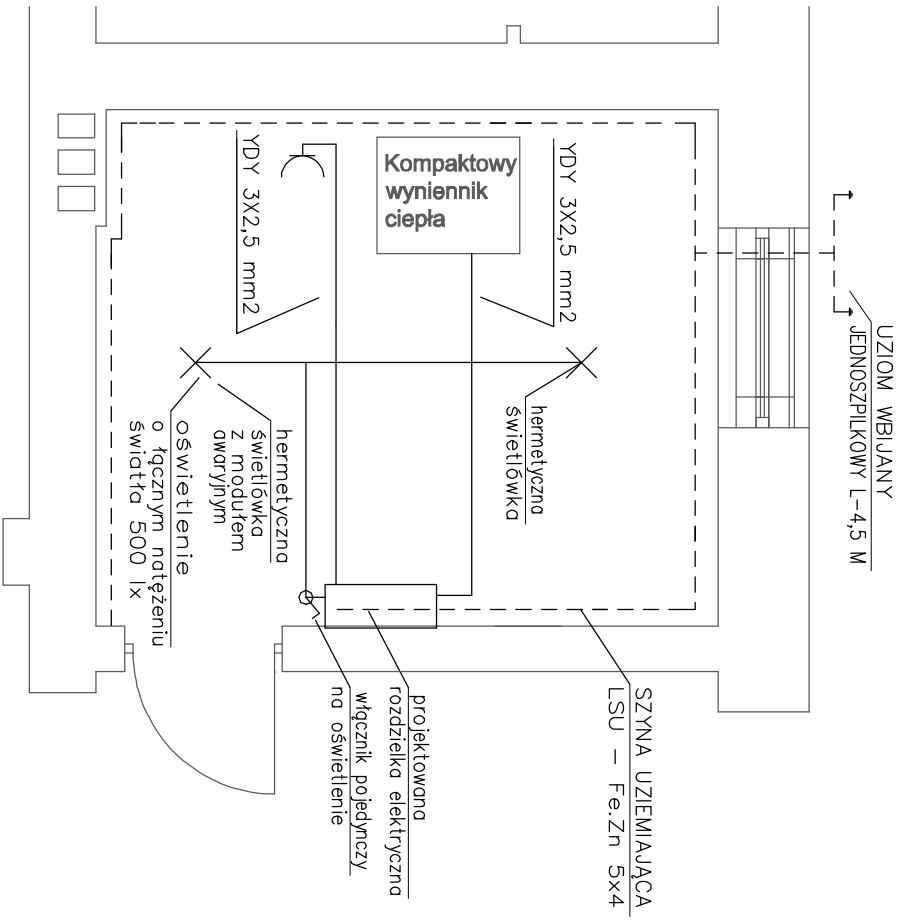 UZIOM WBIJANY
JEDNOSZPILKOWY L-4,5 M
Kompaktowy
wyniennik
ciepła
YDY 3X2,5 mm2
YDY 3X2,5 mm2
hermetyczna
świetlówka
hermetyczna
świetlówka
z modułem
awaryjnym
oświetlenie
o łącznym natężeniu
światła 500 lx
SZYNA UZIEMIAJĄCA
LSU – Fe.Zn 5x4
projektowana
rozdzielka elektryczna
włącznik pojedynczy
na oświetlenie